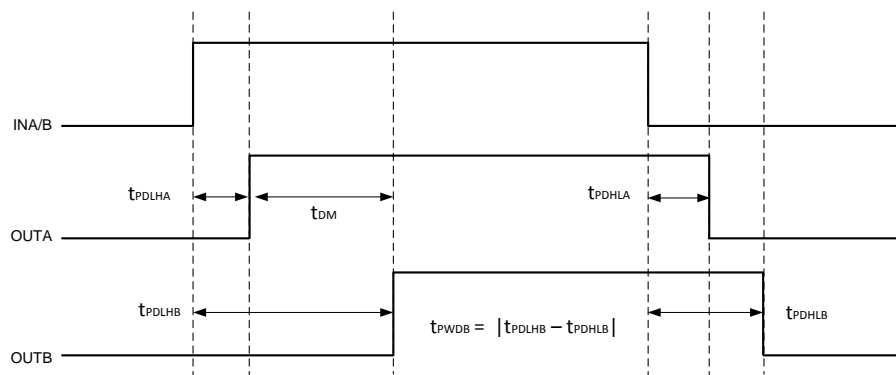 INA/B
tPDLHA
tDM
tPDHLA
OUTA
tPDLHB
tPWDB = |tPDLHB – tPDHLB|
tPDHLB
OUTB